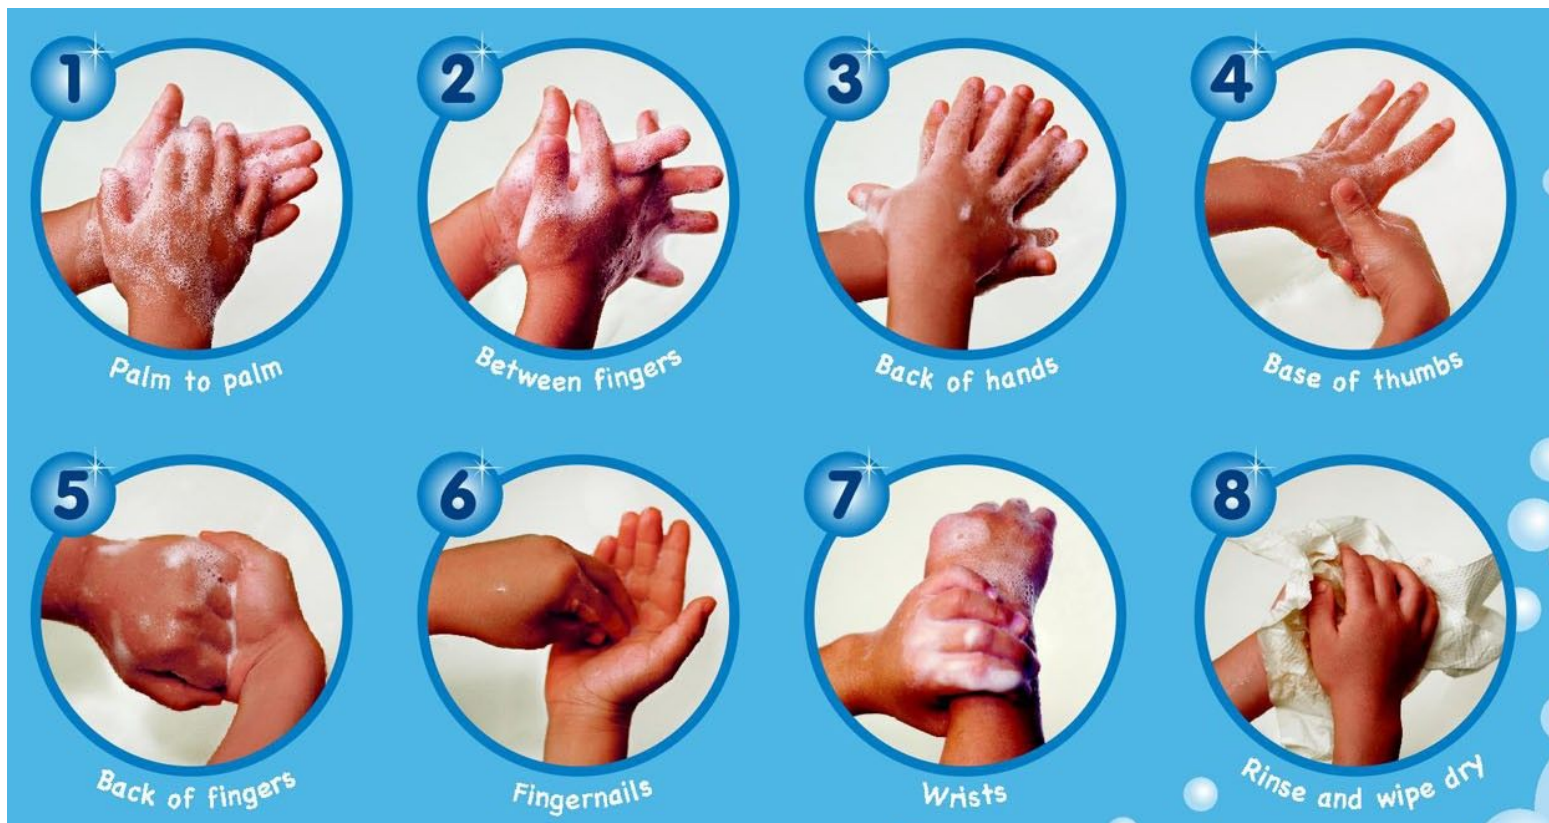 1
Palm to palm
2
Between fingers
3
Back of hands
4
Base of thumbs
5
Back of fingers
6
Fingernails
7
Wrists
8
Rinse and wipe dry